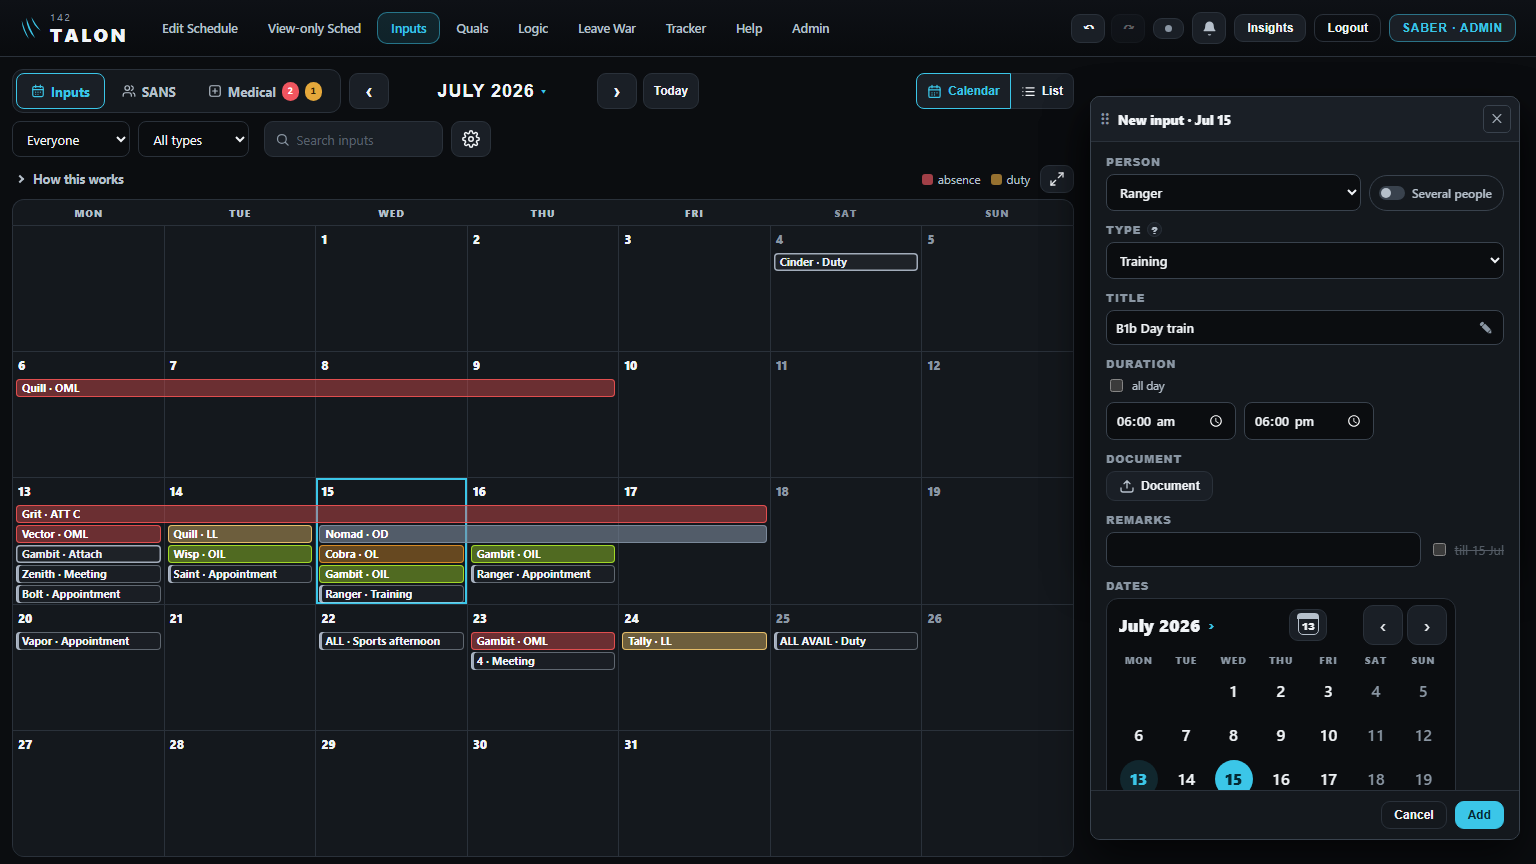 142
TALON
Edit Schedule
View-only Sched
Inputs
Quals
Logic
Leave War
Tracker
Help
Admin
Insights
Logout
SABER · ADMIN
Inputs
SANS
Medical 2 1
JULY 2026
Today
Calendar
List
Everyone
All types
Search inputs
How this works
absence
duty
MON TUE WED THU FRI SAT SUN
1 2 3 4 5
Cinder · Duty
6 7 8 9 10 11 12
Quill · OML
13 14 15 16 17 18 19
Grit · ATT C
Vector · OML
Quill · LL
Nomad · OD
Gambit · Attach
Wisp · OIL
Cobra · OL
Gambit · OIL
Zenith · Meeting
Saint · Appointment
Gambit · OIL
Ranger · Appointment
Bolt · Appointment
Ranger · Training
20 21 22 23 24 25 26
Vapor · Appointment
ALL · Sports afternoon
Gambit · OML
Tally · LL
ALL AVAIL · Duty
4 · Meeting
27 28 29 30 31
New input · Jul 15
PERSON
Ranger
Several people
TYPE ?
Training
TITLE
B1b Day train
DURATION
all day
06:00 am
06:00 pm
DOCUMENT
Document
REMARKS
till 15 Jul
DATES
July 2026
13
MON TUE WED THU FRI SAT SUN
1 2 3 4 5
6 7 8 9 10 11 12
13 14 15 16 17 18 19
Cancel
Add